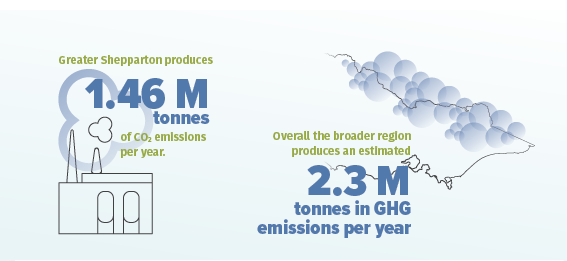 Greater Shepparton produces
1.46 M
tonnes
of CO₂ emissions
per year.
Overall the broader region
produces an estimated
2.3 M
tonnes in GHG
emissions per year